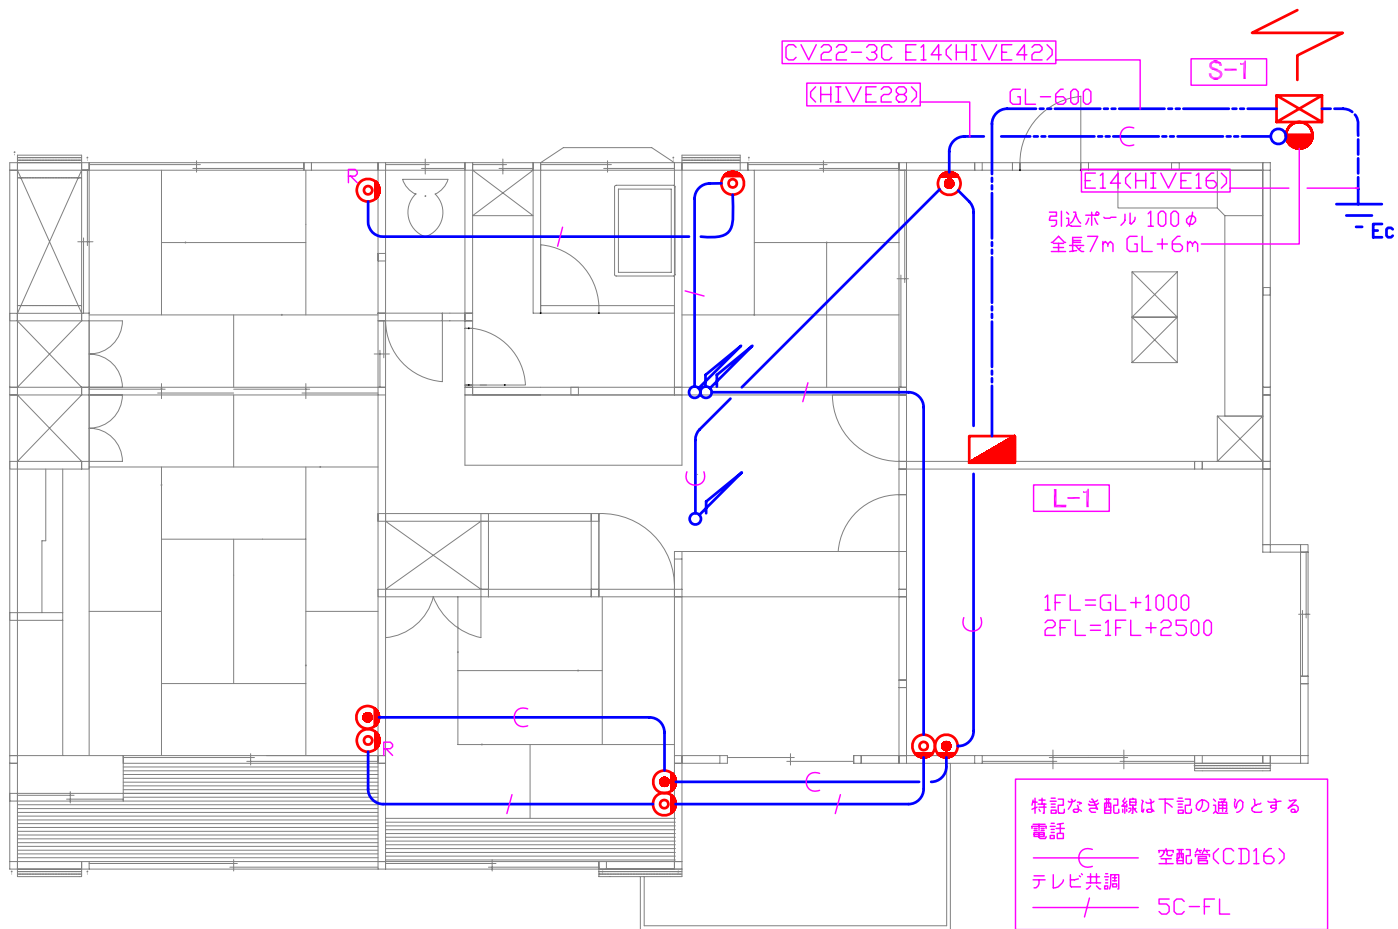 CV22-3C E14(HIVE42)
S-1
(HIVE28)
GL-600
R
E14(HIVE16)
引込ポール 100φ
全長7m GL+6m
Ec
L-1
1FL=GL+1000
2FL=1FL+2500
R
特記なき配線は下記の通りとする
電話
空配管(CD16)
テレビ共調
5C-FL